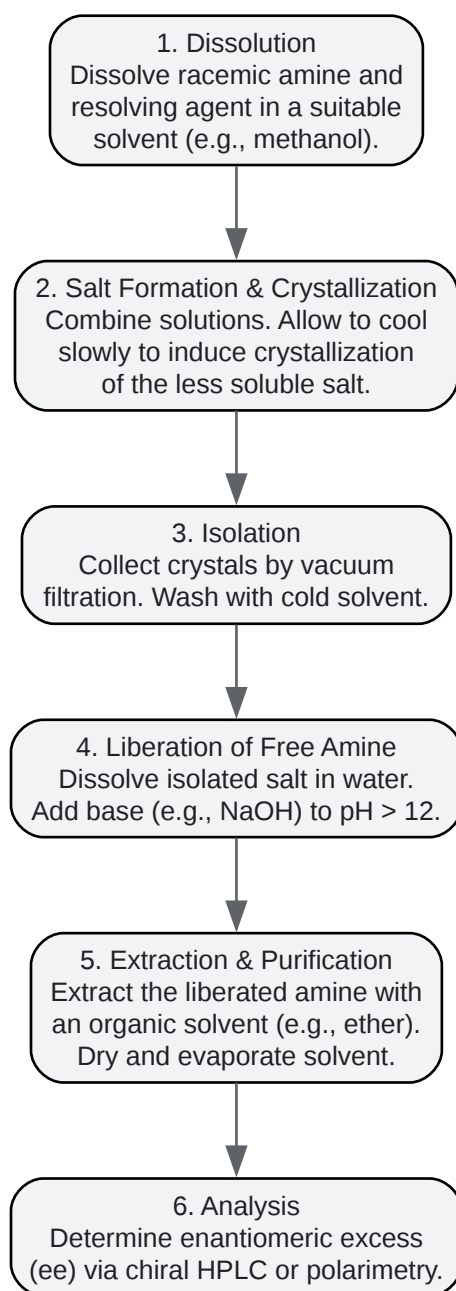 1. Dissolution
Dissolve racemic amine and
resolving agent in a suitable
solvent (e.g., methanol).
2. Salt Formation & Crystallization
Combine solutions. Allow to cool
slowly to induce crystallization
of the less soluble salt.
3. Isolation
Collect crystals by vacuum
filtration. Wash with cold solvent.
4. Liberation of Free Amine
Dissolve isolated salt in water.
Add base (e.g., NaOH) to pH > 12.
5. Extraction & Purification
Extract the liberated amine with
an organic solvent (e.g., ether).
Dry and evaporate solvent.
6. Analysis
Determine enantiomeric excess
(ee) via chiral HPLC or polarimetry.